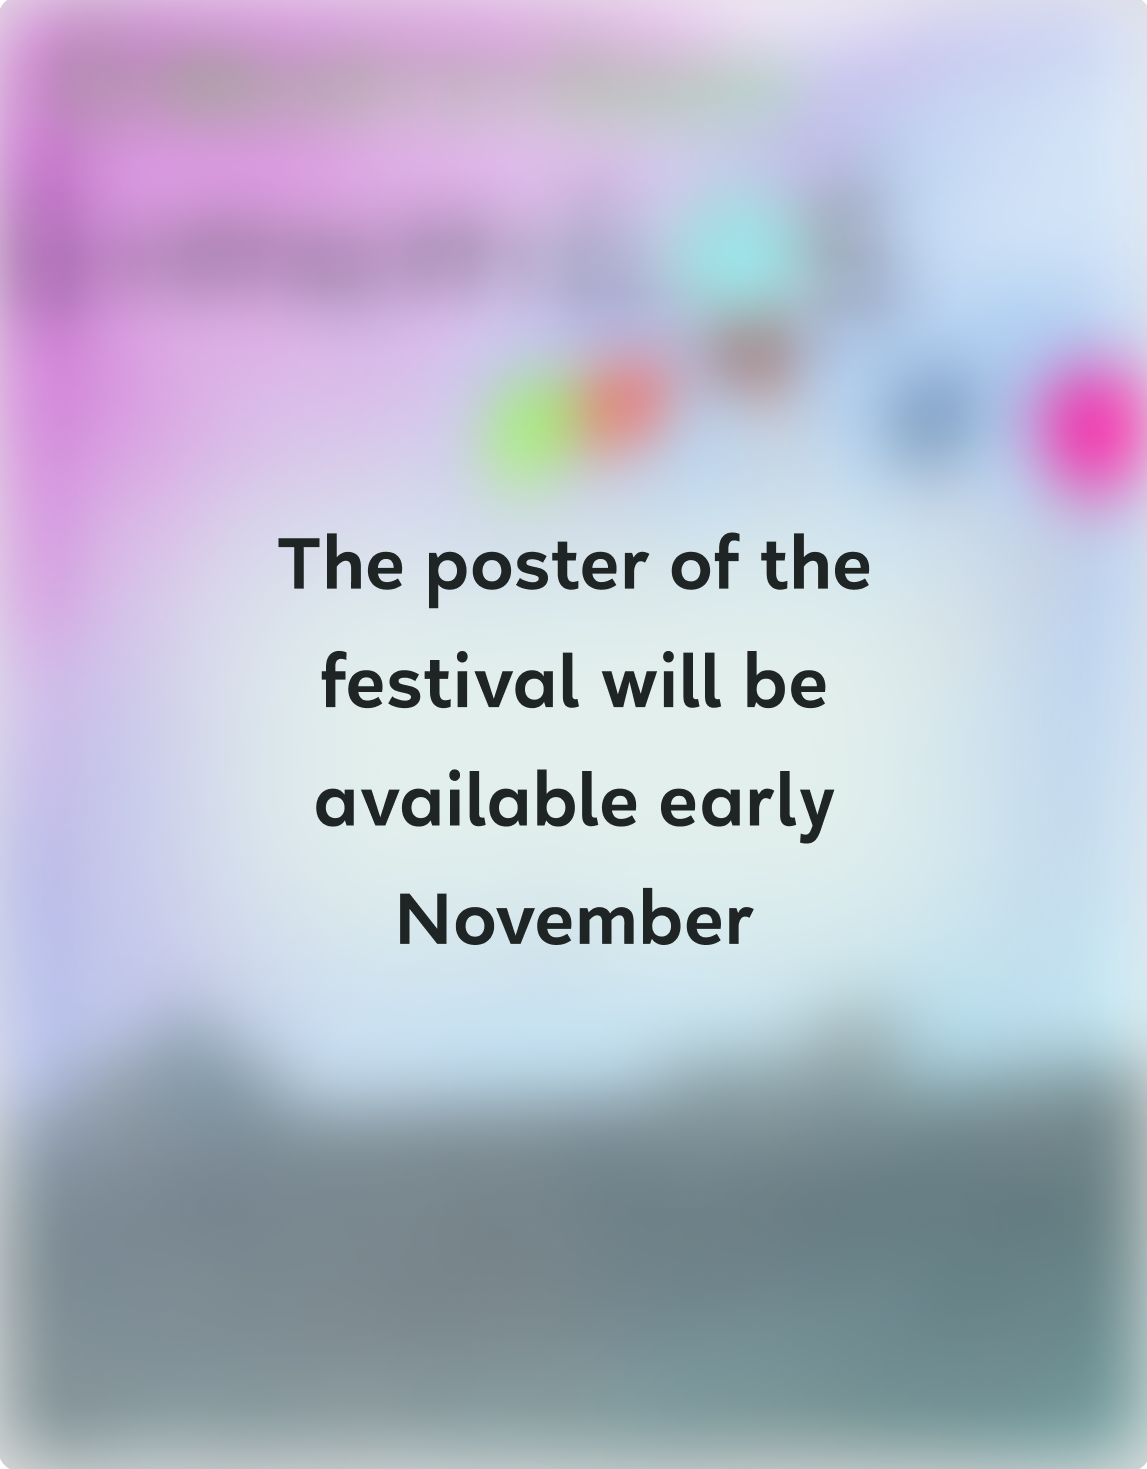 The poster of the
festival will be
available early
November